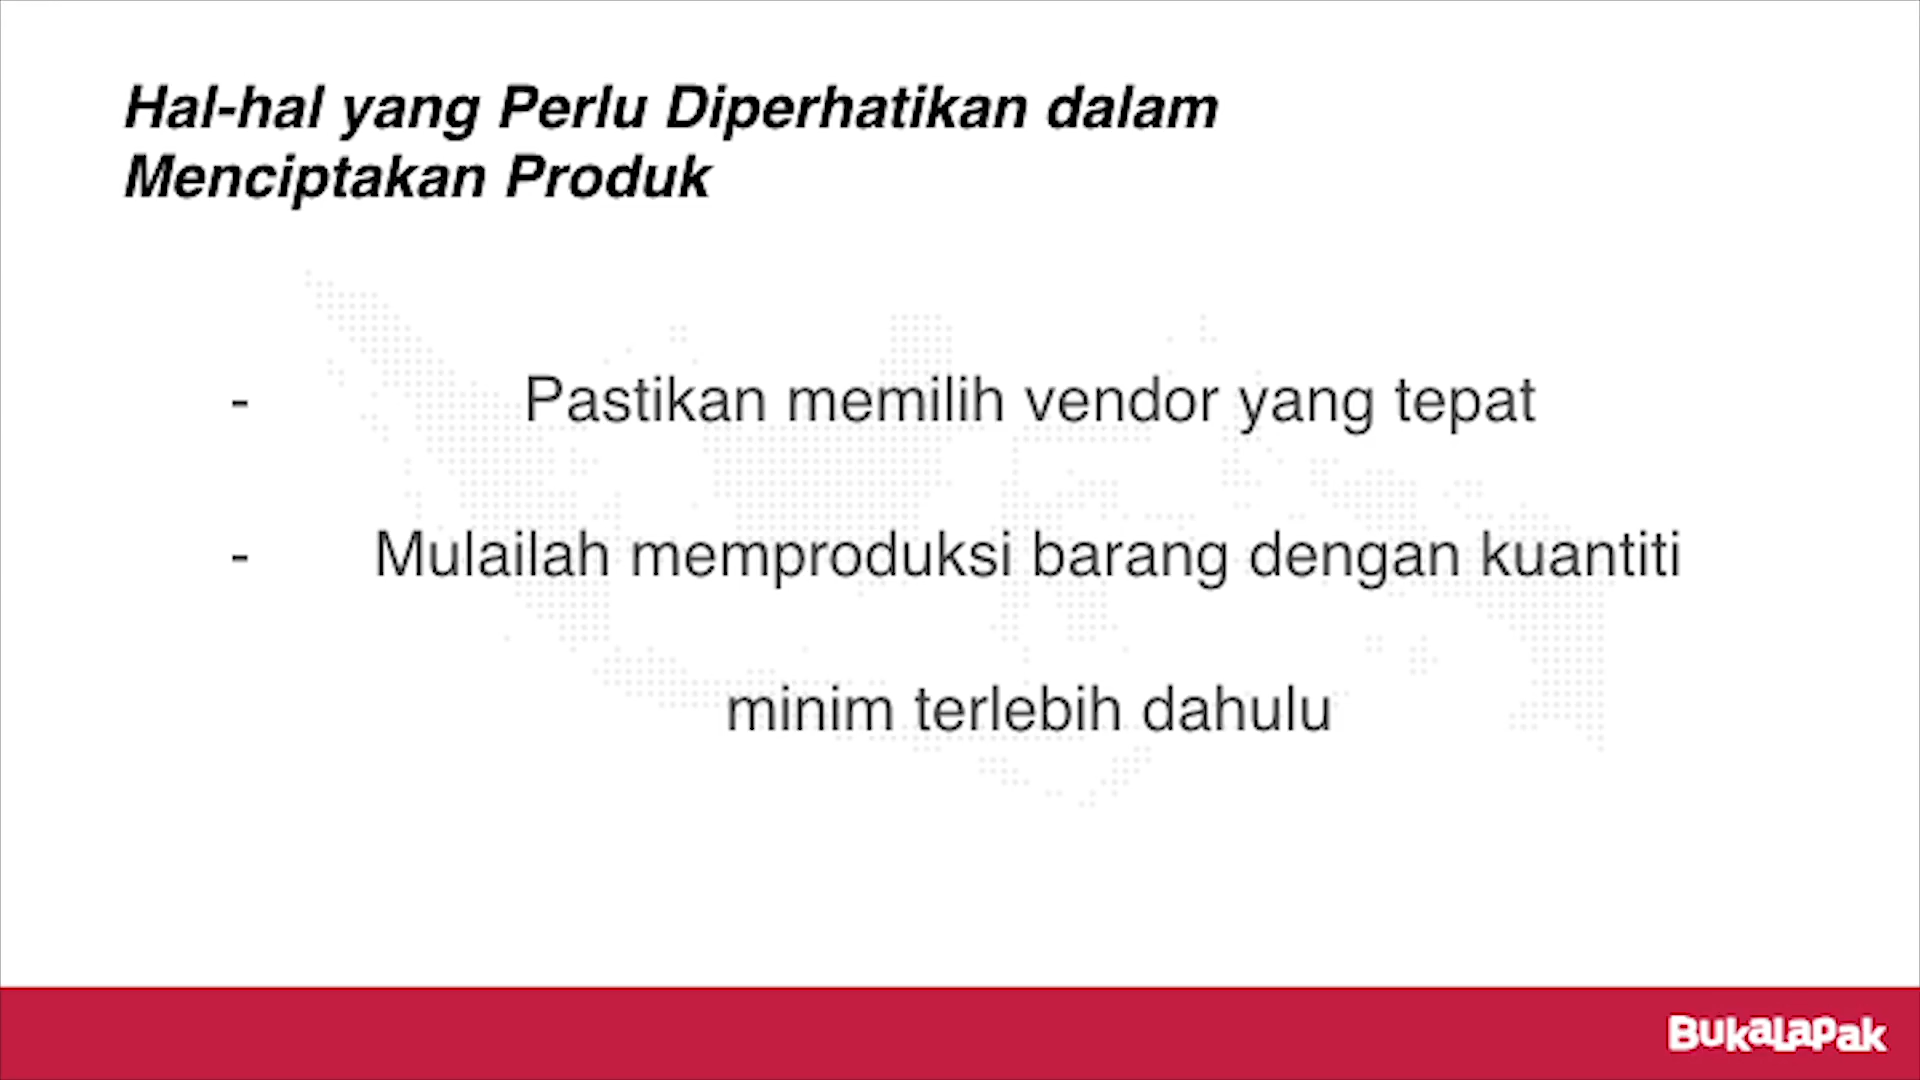 Hal-hal yang Perlu Diperhatikan dalam
Menciptakan Produk
- Pastikan memilih vendor yang tepat
- Mulailah memproduksi barang dengan kuantiti
minim terlebih dahulu
BukaLaPak